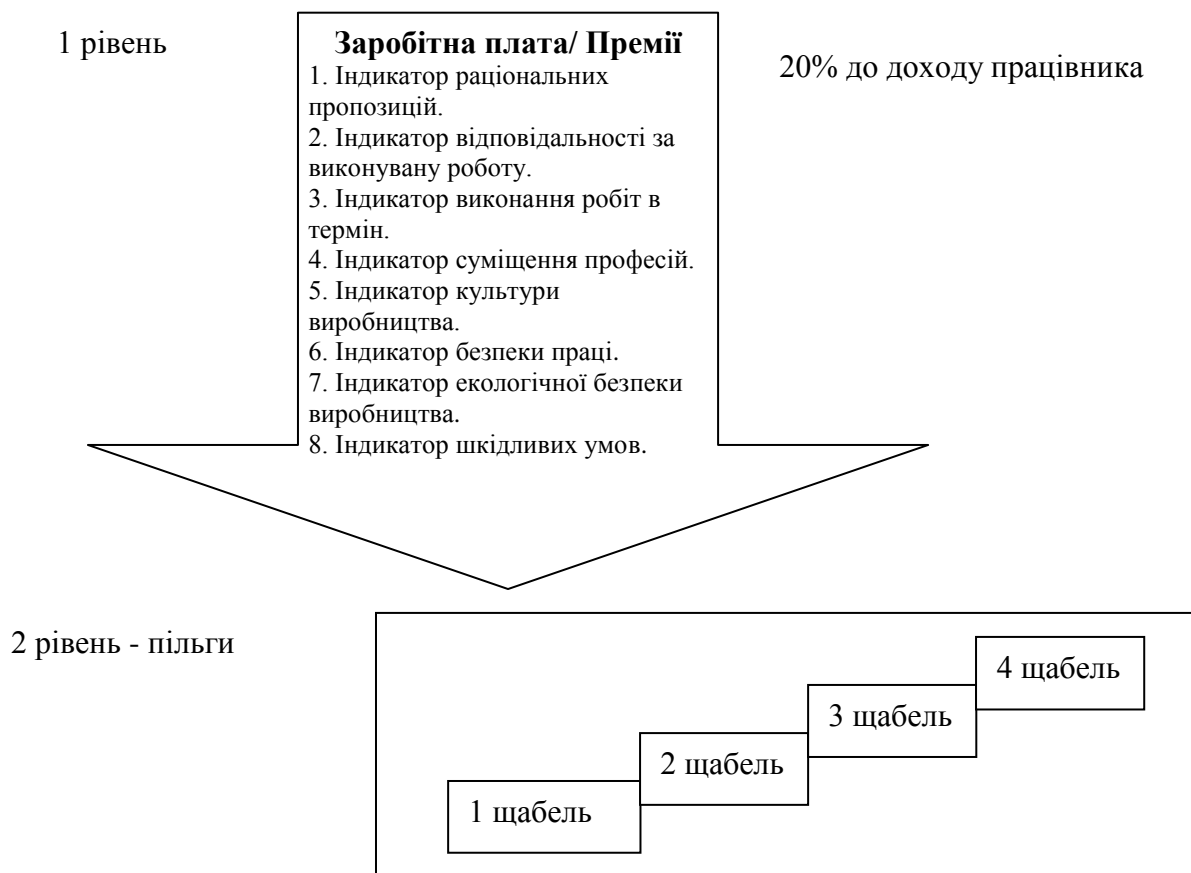 1 рівень
Заробітна плата/ Премії
20% до доходу працівника
1. Індикатор раціональних
пропозицій.
2. Індикатор відповідальності за
виконувану роботу.
3. Індикатор виконання робіт в
термін.
4. Індикатор суміщення професій.
5. Індикатор культури
виробництва.
6. Індикатор безпеки праці.
7. Індикатор екологічної безпеки
виробництва.
8. Індикатор шкідливих умов.
2 рівень - пільги
4 щабель
3 щабель
2 щабель
1 щабель